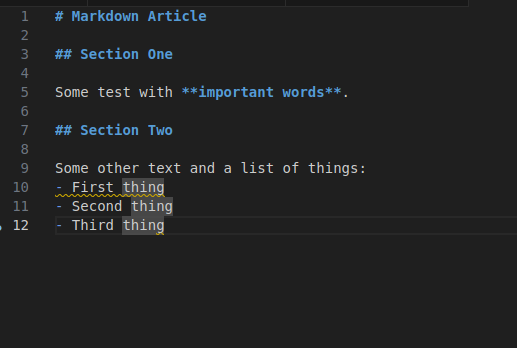 1 # Markdown Article
2
3 ## Section One
4
5 Some test with **important words**.
6
7 ## Section Two
8
9 Some other text and a list of things:
10 - First thing
11 - Second thing
12 - Third thing